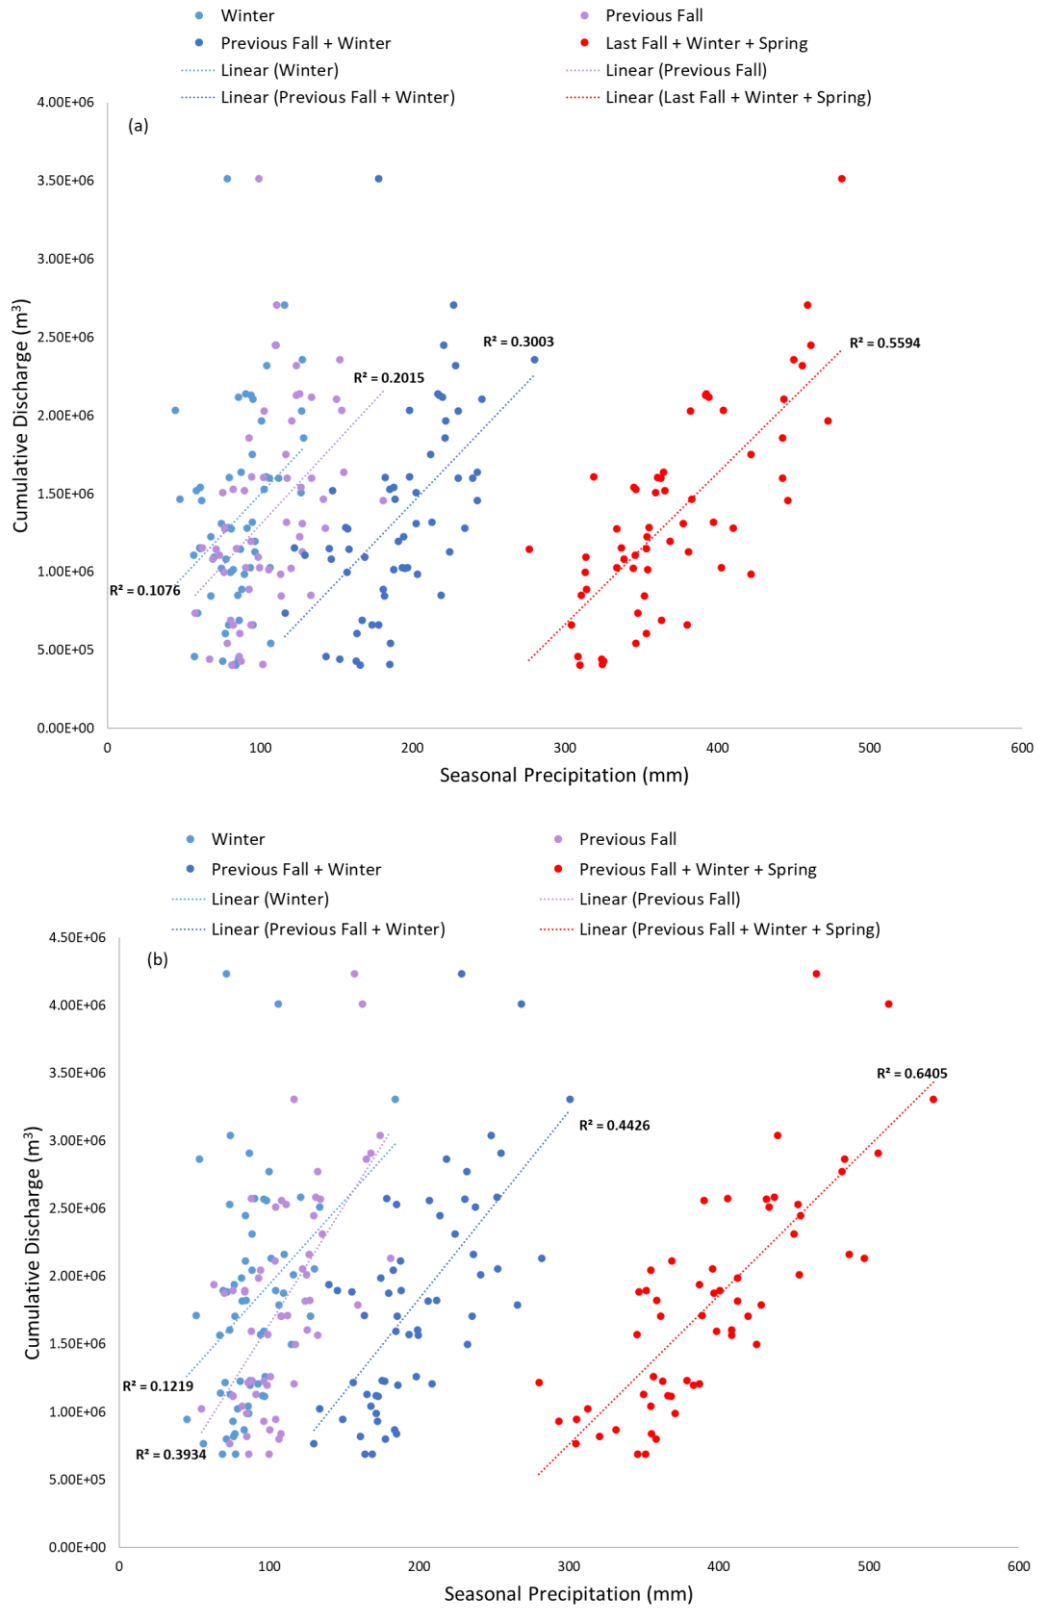 Winter
Previous Fall
Previous Fall + Winter
Last Fall + Winter + Spring
Linear (Winter)
Linear (Previous Fall)
Linear (Previous Fall + Winter)
Linear (Last Fall + Winter + Spring)
4.00E+06
(a)
3.50E+06
3.00E+06
2.50E+06
2.00E+06
1.50E+06
1.00E+06
5.00E+05
0.00E+00
Cumulative Discharge (m³)
R² = 0.3003
R² = 0.5594
R² = 0.2015
R² = 0.1076
0 100 200 300 400 500 600
Seasonal Precipitation (mm)
Winter
Previous Fall
Previous Fall + Winter
Previous Fall + Winter + Spring
Linear (Winter)
Linear (Previous Fall)
Linear (Previous Fall + Winter)
Linear (Previous Fall + Winter + Spring)
4.50E+06
(b)
4.00E+06
3.50E+06
3.00E+06
2.50E+06
2.00E+06
1.50E+06
1.00E+06
5.00E+05
0.00E+00
Cumulative Discharge (m³)
R² = 0.6405
R² = 0.4426
R² = 0.1219
R² = 0.3934
0 100 200 300 400 500 600
Seasonal Precipitation (mm)